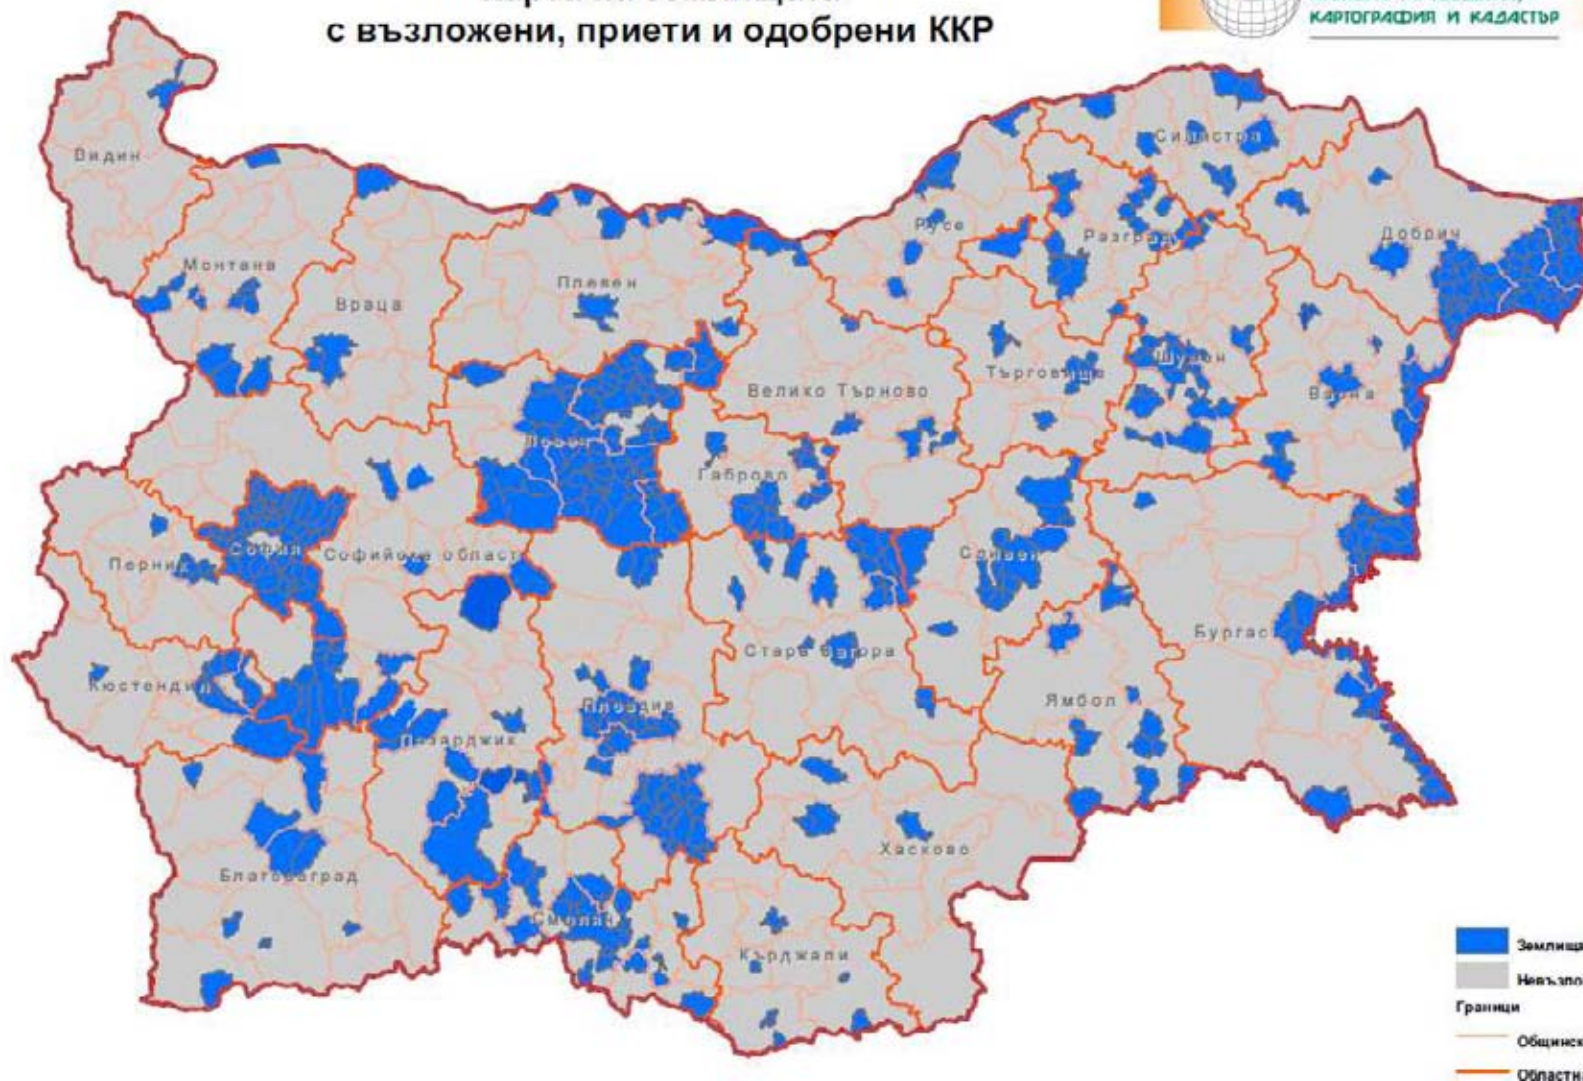 с възложени, приети и одобрени ККР
КАРТОГРАФИЯ И КАДАСТЪР
Видин
Силистра
Русе
Разград
Добрич
Монтана
Враца
Плевен
Шумен
Търговище
Велико Търново
Варна
Ловеч
Габрово
София
Софийска област
Сливен
Перник
Бургас
Стара Загора
Кюстендил
Ямбол
Пловдив
Пазарджик
Хасково
Благоевград
Смолян
Кърджали
Землища
Граници